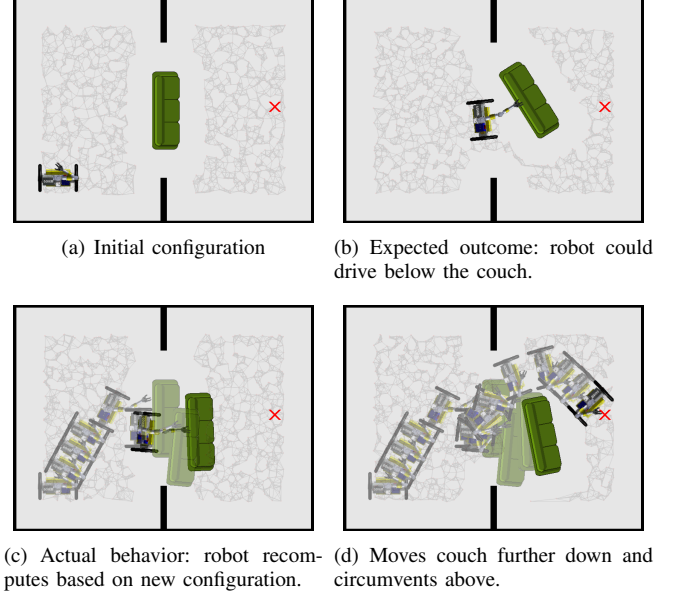 (a) Initial configuration
(b) Expected outcome: robot could
drive below the couch.
(c) Actual behavior: robot recom-
putes based on new configuration.
(d) Moves couch further down and
circumvents above.